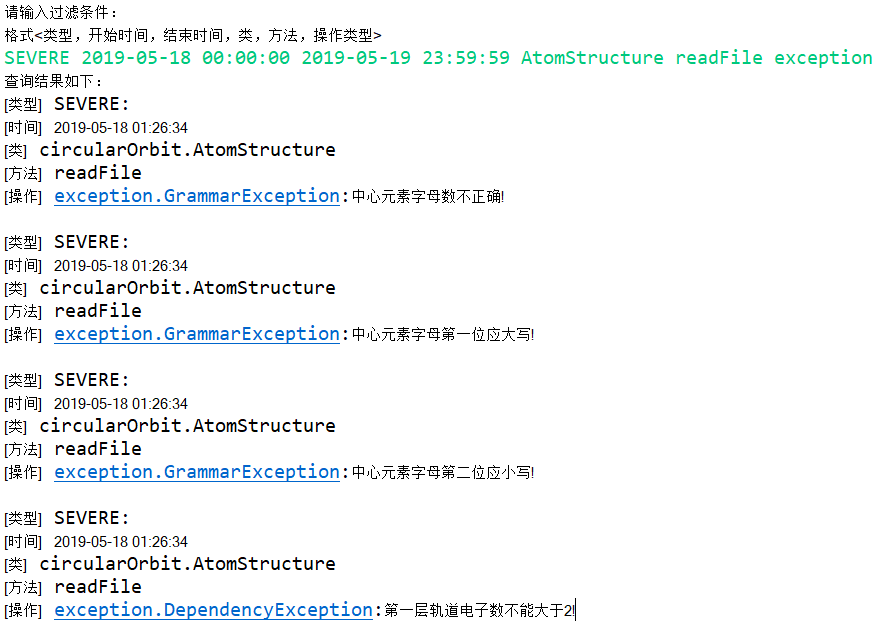 请输入过滤条件：
格式<类型，开始时间，结束时间，类，方法，操作类型>
SEVERE 2019-05-18 00:00:00 2019-05-19 23:59:59 AtomStructure readFile exception
查询结果如下：
[类型] SEVERE:
[时间] 2019-05-18 01:26:34
[类] circularOrbit.AtomStructure
[方法] readFile
[操作] exception.GrammarException:中心元素字母数不正确!
[类型] SEVERE:
[时间] 2019-05-18 01:26:34
[类] circularOrbit.AtomStructure
[方法] readFile
[操作] exception.GrammarException:中心元素字母第一位应大写!
[类型] SEVERE:
[时间] 2019-05-18 01:26:34
[类] circularOrbit.AtomStructure
[方法] readFile
[操作] exception.GrammarException:中心元素字母第二位应小写!
[类型] SEVERE:
[时间] 2019-05-18 01:26:34
[类] circularOrbit.AtomStructure
[方法] readFile
[操作] exception.DependencyException:第一层轨道电子数不能大于2!